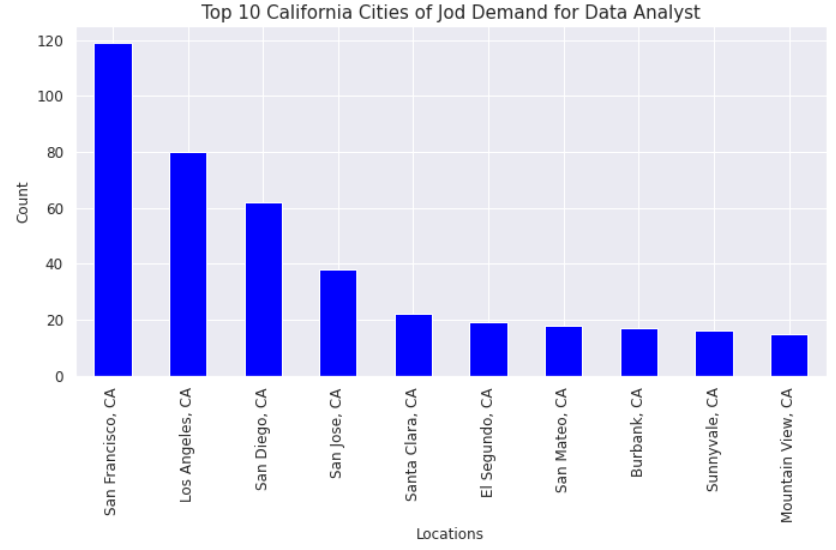 Top 10 California Cities of Jod Demand for Data Analyst
120
100
80
60
40
20
0
Count
San Francisco, CA
Los Angeles, CA
San Diego, CA
San Jose, CA
Santa Clara, CA
El Segundo, CA
San Mateo, CA
Burbank, CA
Sunnyvale, CA
Mountain View, CA
Locations